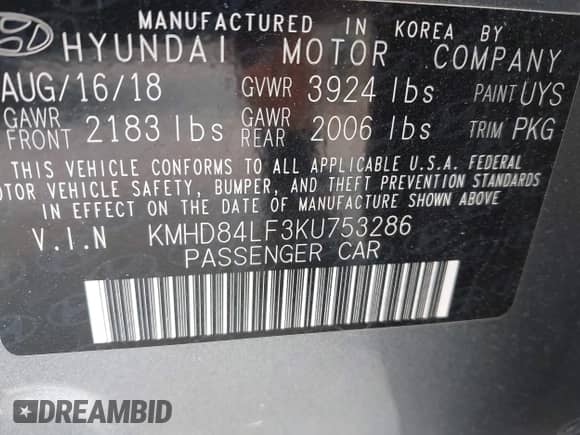 MANUFACTURED IN KOREA BY
HYUNDAI MOTOR COMPANY
AUG/16/18 GVWR 3924 lbs PAINT UYS
GAWR FRONT 2183 lbs GAWR REAR 2006 lbs TRIM PKG
THIS VEHICLE CONFORMS TO ALL APPLICABLE U.S.A. FEDERAL
OTOR VEHICLE SAFETY, BUMPER, AND THEFT PREVENTION STANDARDS
IN EFFECT ON THE DATE OF MANUFACTURE SHOWN ABOVE.
V.I.N KMHD84LF3KU753286
PASSENGER CAR
DREAMBID